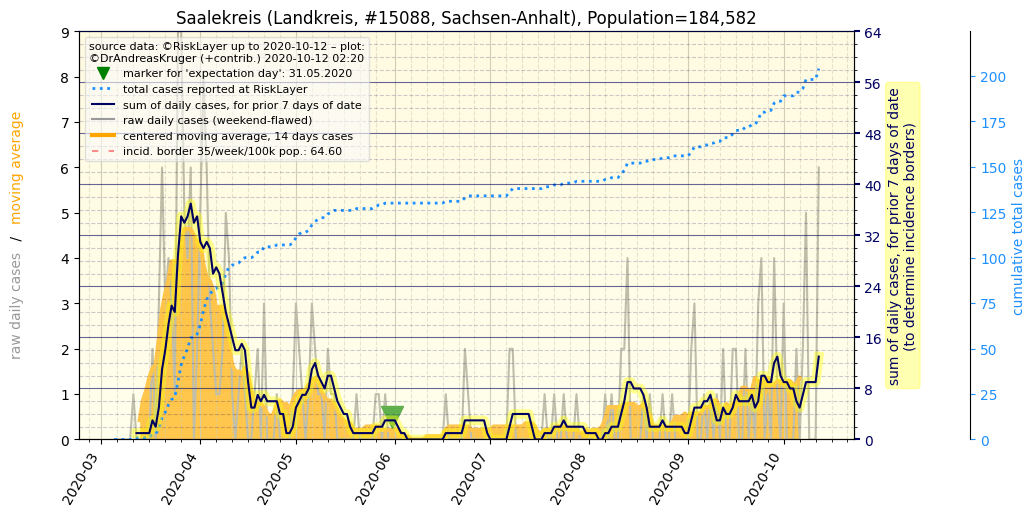 Saalekreis (Landkreis, #15088, Sachsen-Anhalt), Population=184,582
source data: ©RiskLayer up to 2020-10-12 – plot:
©DrAndreasKruger (+contrib.) 2020-10-12 02:20
marker for 'expectation day': 31.05.2020
total cases reported at RiskLayer
sum of daily cases, for prior 7 days of date
raw daily cases (weekend-flawed)
centered moving average, 14 days cases
incid. border 35/week/100k pop.: 64.60
raw daily cases / moving average
9
8
7
6
5
4
3
2
1
0
2020-03
2020-04
2020-05
2020-06
2020-07
2020-08
2020-09
2020-10
64
56
48
40
32
24
16
8
0
sum of daily cases, for prior 7 days of date
(to determine incidence borders)
200
175
150
125
100
75
50
25
0
cumulative total cases